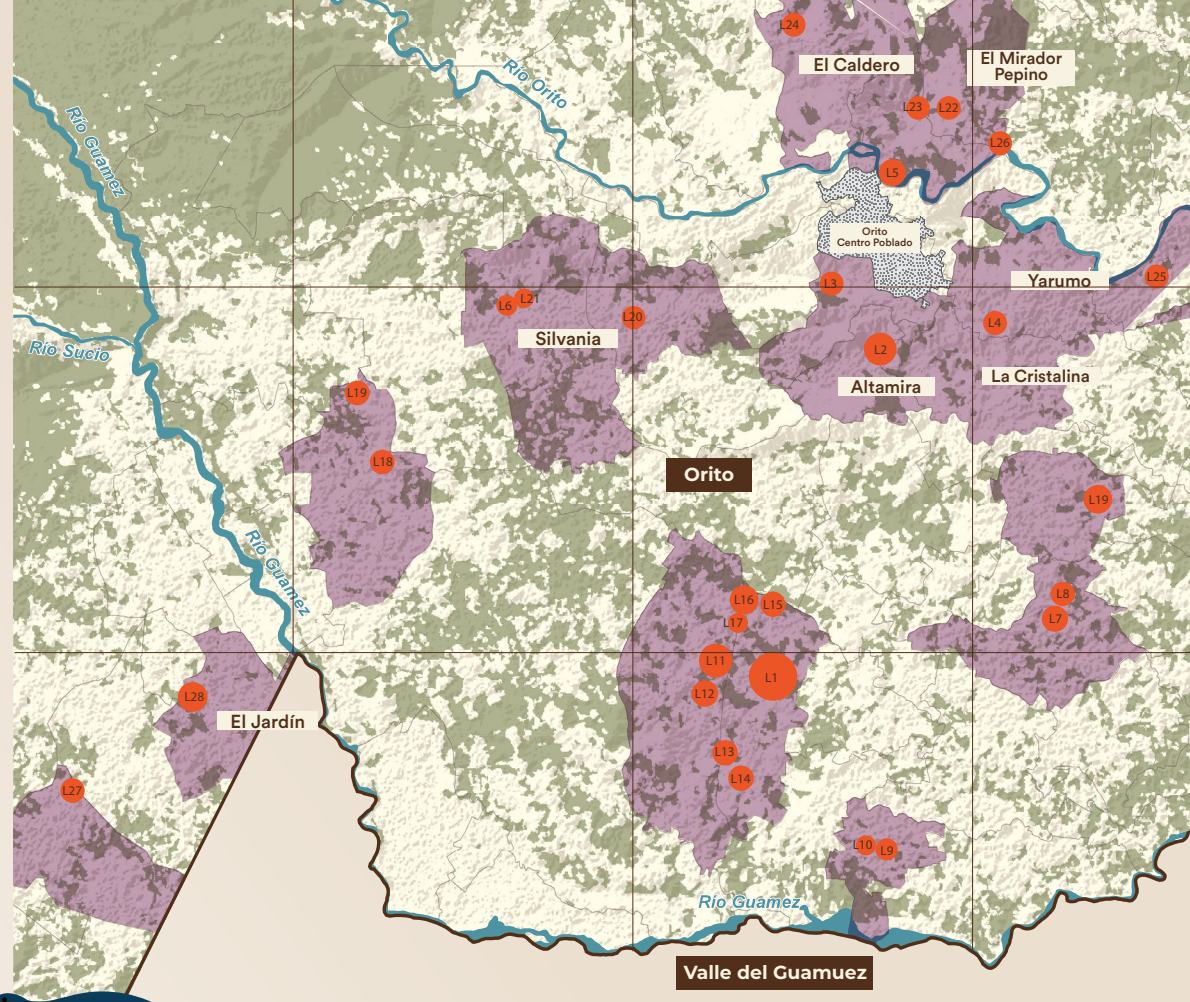 L24
El Caldero
El Mirador
Pepino
Río Orito
L23
L22
Río Guamez
L26
L5
Orito
Centro Poblado
L25
Yarumo
L3
L6
L21
L20
Silvania
L4
L2
Río Sucio
Altamira
La Cristalina
L19
L18
Orito
L19
Río Guamez
L16
L15
L17
L8
L7
L11
L1
L12
L28
El Jardín
L13
L14
L27
L10
L9
Río Guamez
Valle del Guamuez